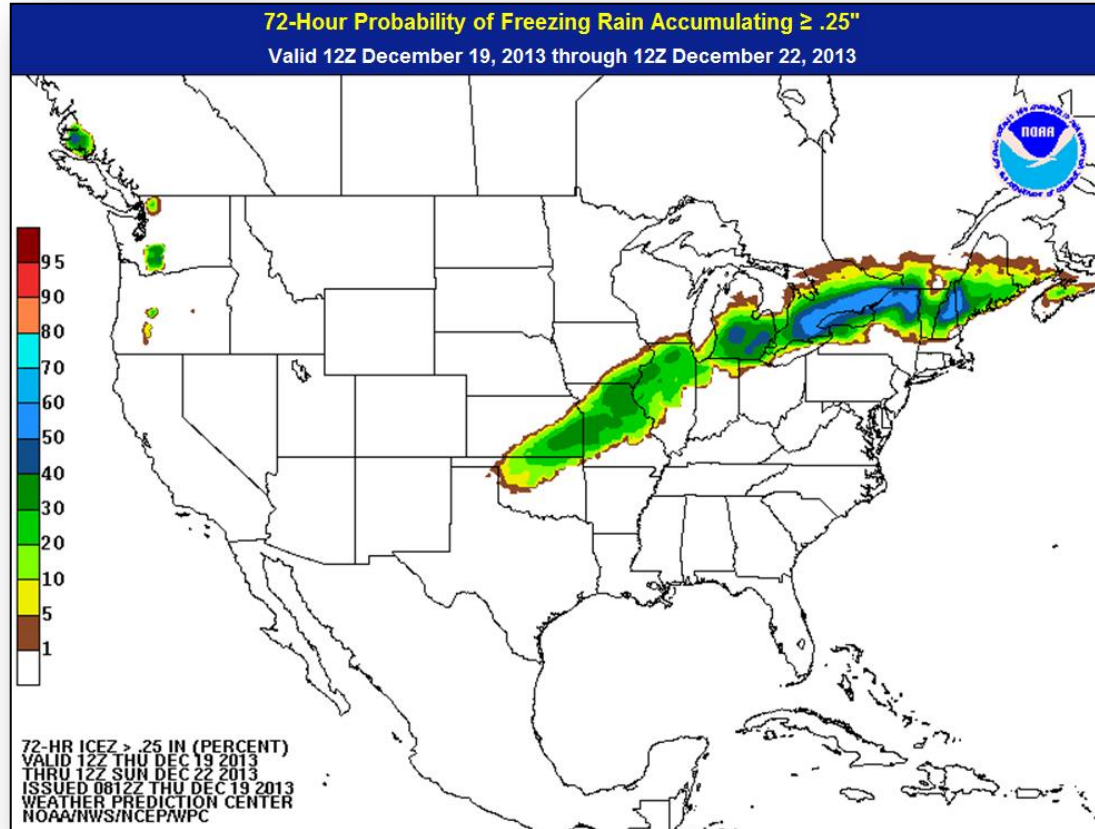 72-Hour Probability of Freezing Rain Accumulating ≥ .25"
Valid 12Z December 19, 2013 through 12Z December 22, 2013
NOAA
95
90
80
70
60
50
40
30
20
10
5
1
72-HR ICEZ > .25 IN (PERCENT)
VALID 12Z THU DEC 19 2013
THRU 12Z SUN DEC 22 2013
ISSUED 0812Z THU DEC 19 2013
WEATHER PREDICTION CENTER
NOAA/NWS/NCEP/WPC